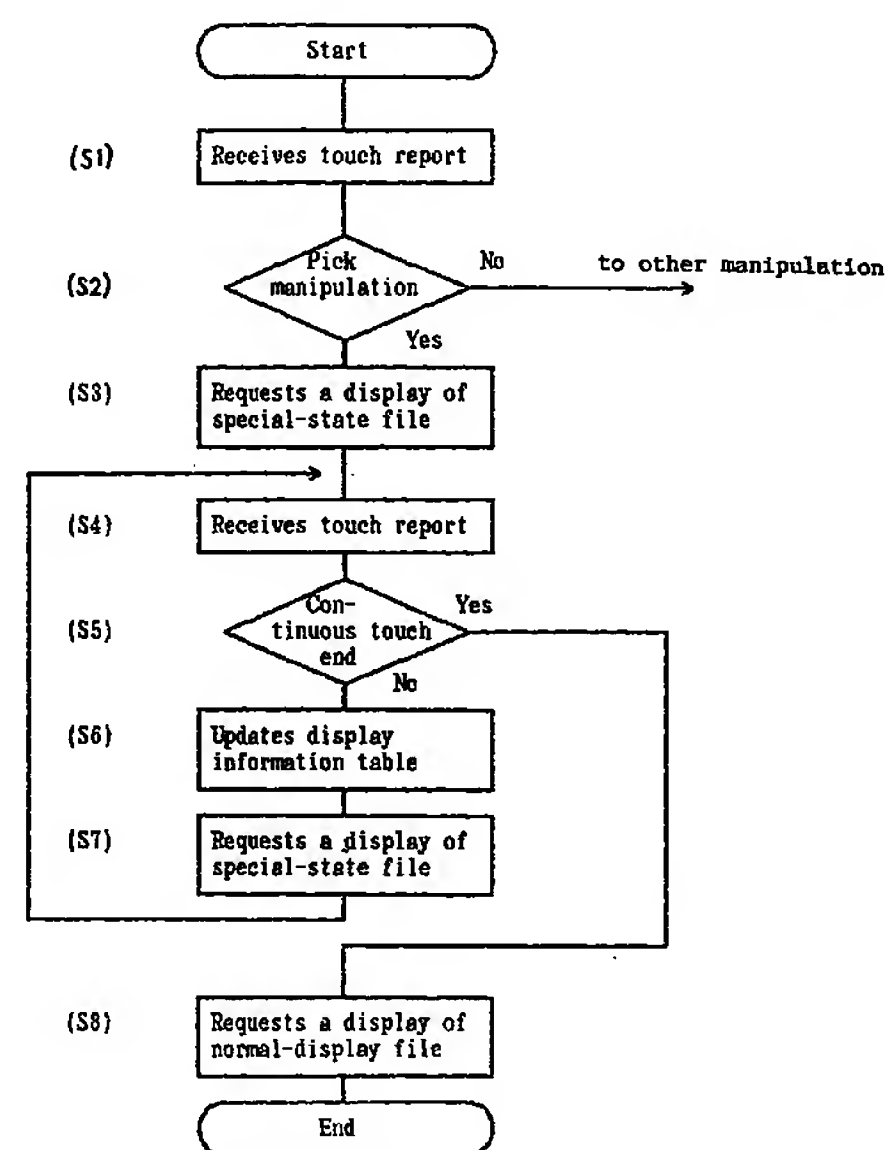 Start
(S1) Receives touch report
Pick
No to other manipulation
(S2) manipulation
Yes
(S3) Requests a display of
special-state file
(S4) Receives touch report
Con- Yes
(S5) tinuous touch
end
No
(S6) Updates display
information table
(S7) Requests a display of
special-state file
(S8) Requests a display of
normal-display file
End